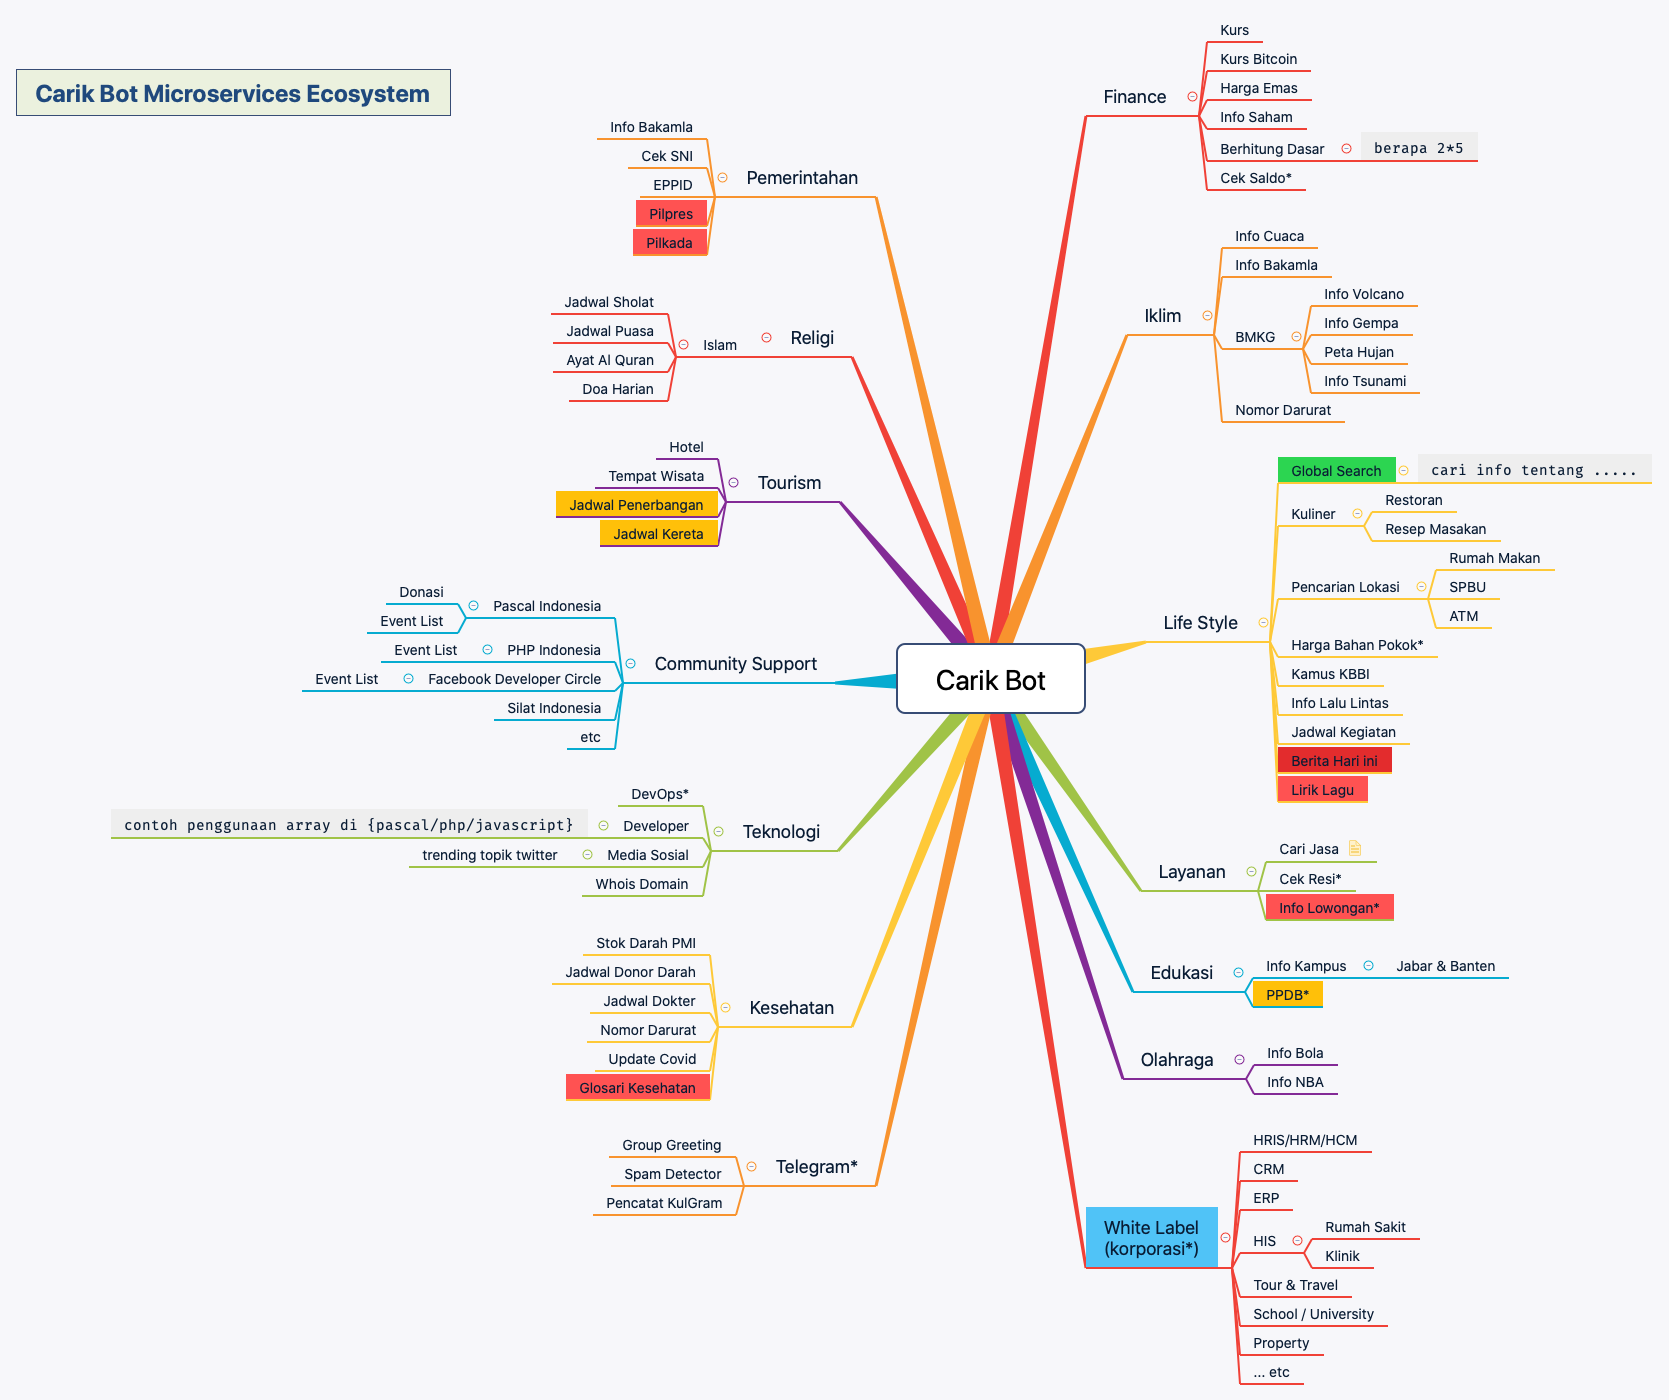 Carik Bot Microservices Ecosystem
Carik Bot
Finance
Kurs
Kurs Bitcoin
Harga Emas
Info Saham
Berhitung Dasar
berapa 2*5
Cek Saldo*
Iklim
Info Cuaca
Info Bakamla
BMKG
Info Volcano
Info Gempa
Peta Hujan
Info Tsunami
Nomor Darurat
Life Style
Global Search
cari info tentang .....
Kuliner
Restoran
Resep Masakan
Pencarian Lokasi
Rumah Makan
SPBU
ATM
Harga Bahan Pokok*
Kamus KBBI
Info Lalu Lintas
Jadwal Kegiatan
Berita Hari ini
Lirik Lagu
Layanan
Cari Jasa
Cek Resi*
Info Lowongan*
Edukasi
Info Kampus
Jabar & Banten
PPDB*
Olahraga
Info Bola
Info NBA
White Label
(korporasi*)
HRIS/HRM/HCM
CRM
ERP
HIS
Rumah Sakit
Klinik
Tour & Travel
School / University
Property
... etc
Pemerintahan
Info Bakamla
Cek SNI
EPPID
Pilpres
Pilkada
Religi
Islam
Jadwal Sholat
Jadwal Puasa
Ayat Al Quran
Doa Harian
Tourism
Hotel
Tempat Wisata
Jadwal Penerbangan
Jadwal Kereta
Community Support
Pascal Indonesia
Donasi
Event List
PHP Indonesia
Event List
Facebook Developer Circle
Event List
Silat Indonesia
etc
Teknologi
DevOps*
Developer
contoh penggunaan array di {pascal/php/javascript}
Media Sosial
trending topik twitter
Whois Domain
Kesehatan
Stok Darah PMI
Jadwal Donor Darah
Jadwal Dokter
Nomor Darurat
Update Covid
Glosari Kesehatan
Telegram*
Group Greeting
Spam Detector
Pencatat KulGram